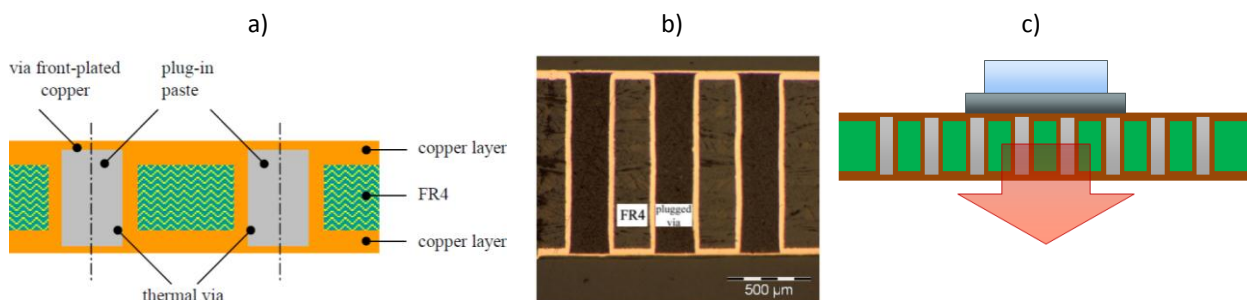 a)
b)
c)
via front-plated
copper
plug-in
paste
copper layer
FR4
copper layer
thermal via
FR4
plugged
via
500 µm